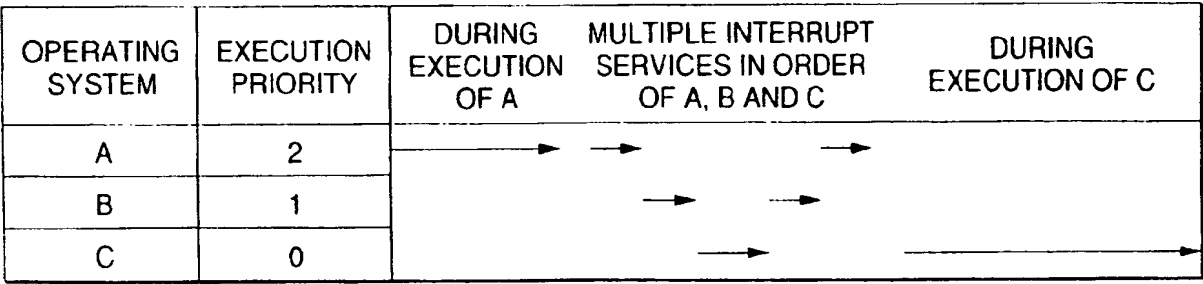 OPERATING SYSTEM
EXECUTION PRIORITY
DURING EXECUTION OF A
MULTIPLE INTERRUPT SERVICES IN ORDER OF A, B AND C
DURING EXECUTION OF C
A 2
B 1
C 0